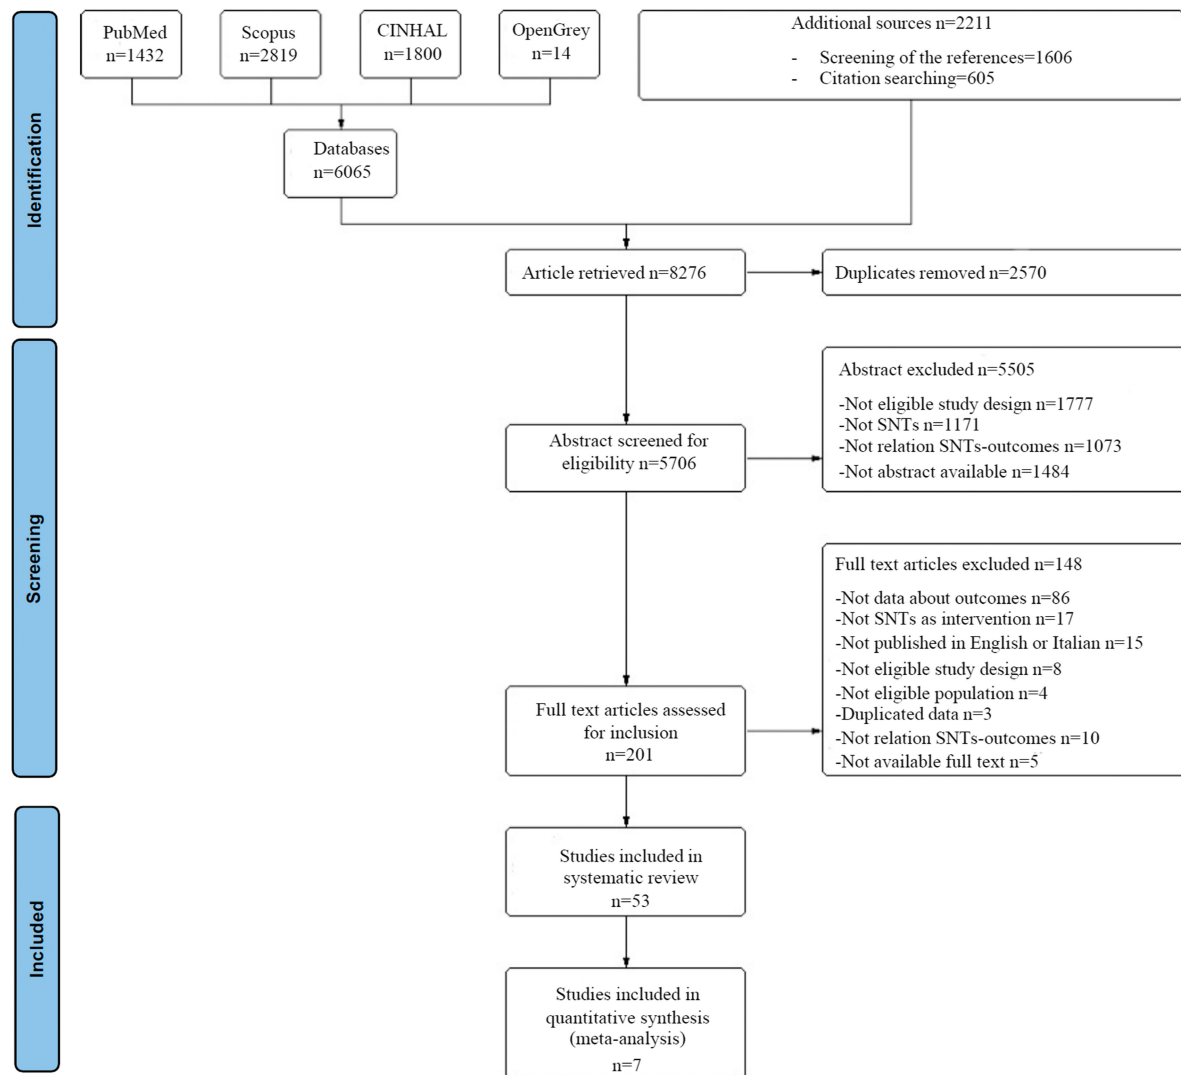 Identification
PubMed
n=1432
Scopus
n=2819
CINHAL
n=1800
OpenGrey
n=14
Additional sources n=2211
- Screening of the references=1606
- Citation searching=605
Databases
n=6065
Article retrieved n=8276
Duplicates removed n=2570
Screening
Abstract excluded n=5505
-Not eligible study design n=1777
-Not SNTs n=1171
-Not relation SNTs-outcomes n=1073
-Not abstract available n=1484
Abstract screened for
eligibility n=5706
Full text articles excluded n=148
-Not data about outcomes n=86
-Not SNTs as intervention n=17
-Not published in English or Italian n=15
-Not eligible study design n=8
-Not eligible population n=4
-Duplicated data n=3
-Not relation SNTs-outcomes n=10
-Not available full text n=5
Full text articles assessed
for inclusion
n=201
Included
Studies included in
systematic review
n=53
Studies included in
quantitative synthesis
(meta-analysis)
n=7